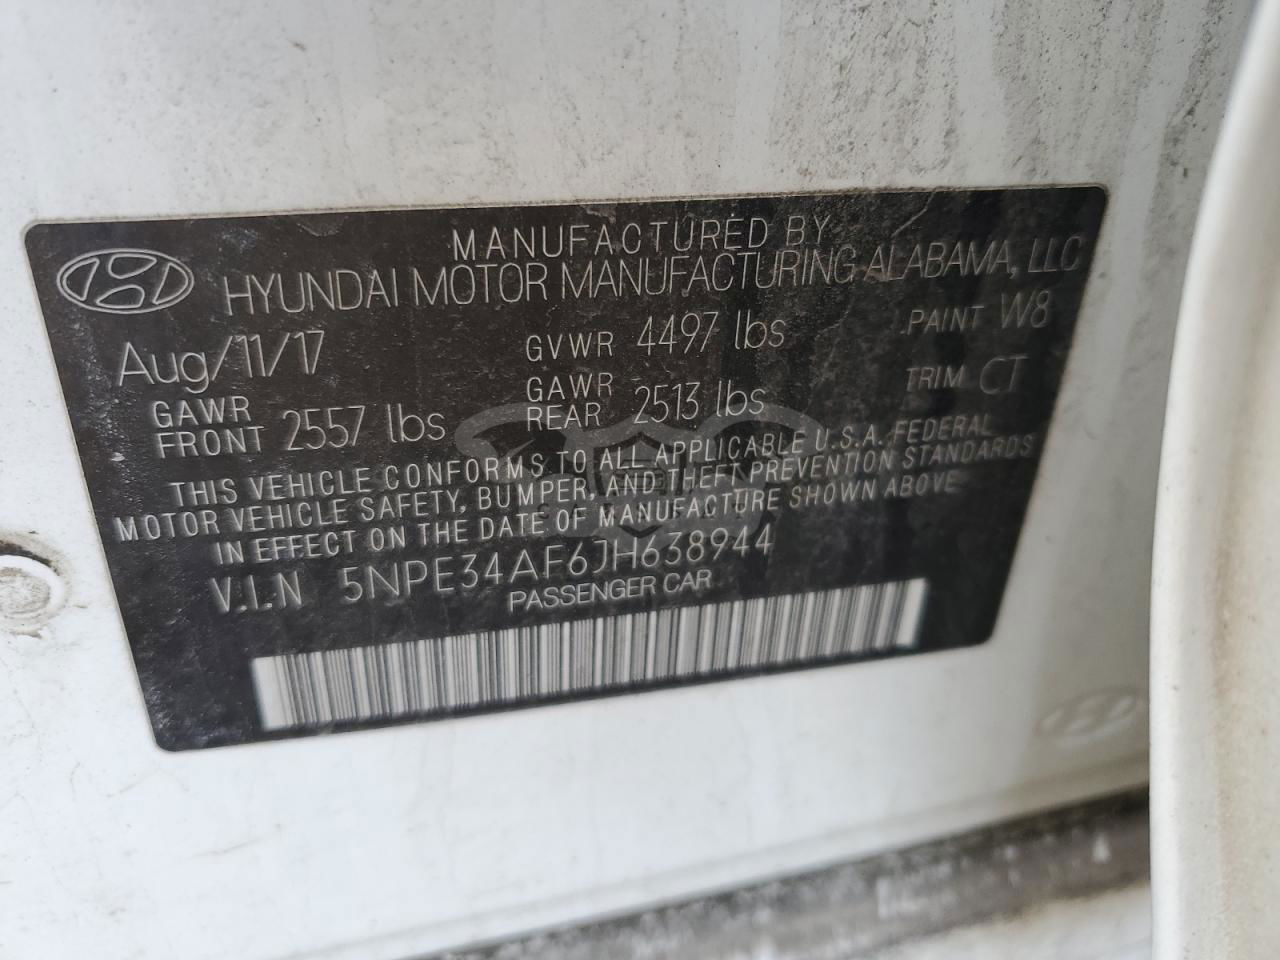 MANUFACTURED BY
HYUNDAI MOTOR MANUFACTURING ALABAMA, LLC
Aug/11/17 GVWR 4497 lbs PAINT W8
GAWR FRONT 2557 lbs GAWR REAR 2513 lbs TRIM CT
THIS VEHICLE CONFORMS TO ALL APPLICABLE U.S.A. FEDERAL
MOTOR VEHICLE SAFETY, BUMPER, AND THEFT PREVENTION STANDARDS
IN EFFECT ON THE DATE OF MANUFACTURE SHOWN ABOVE
V.I.N 5NPE34AF6JH638944
PASSENGER CAR